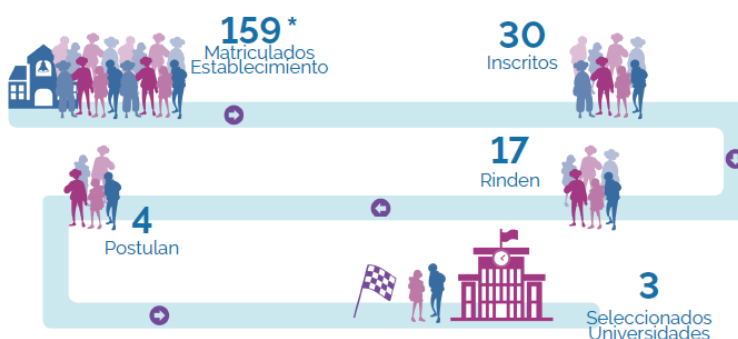 159 *
Matriculados
Establecimiento
30
Inscritos
17
Rinden
4
Postulan
3
Seleccionados
Universidades